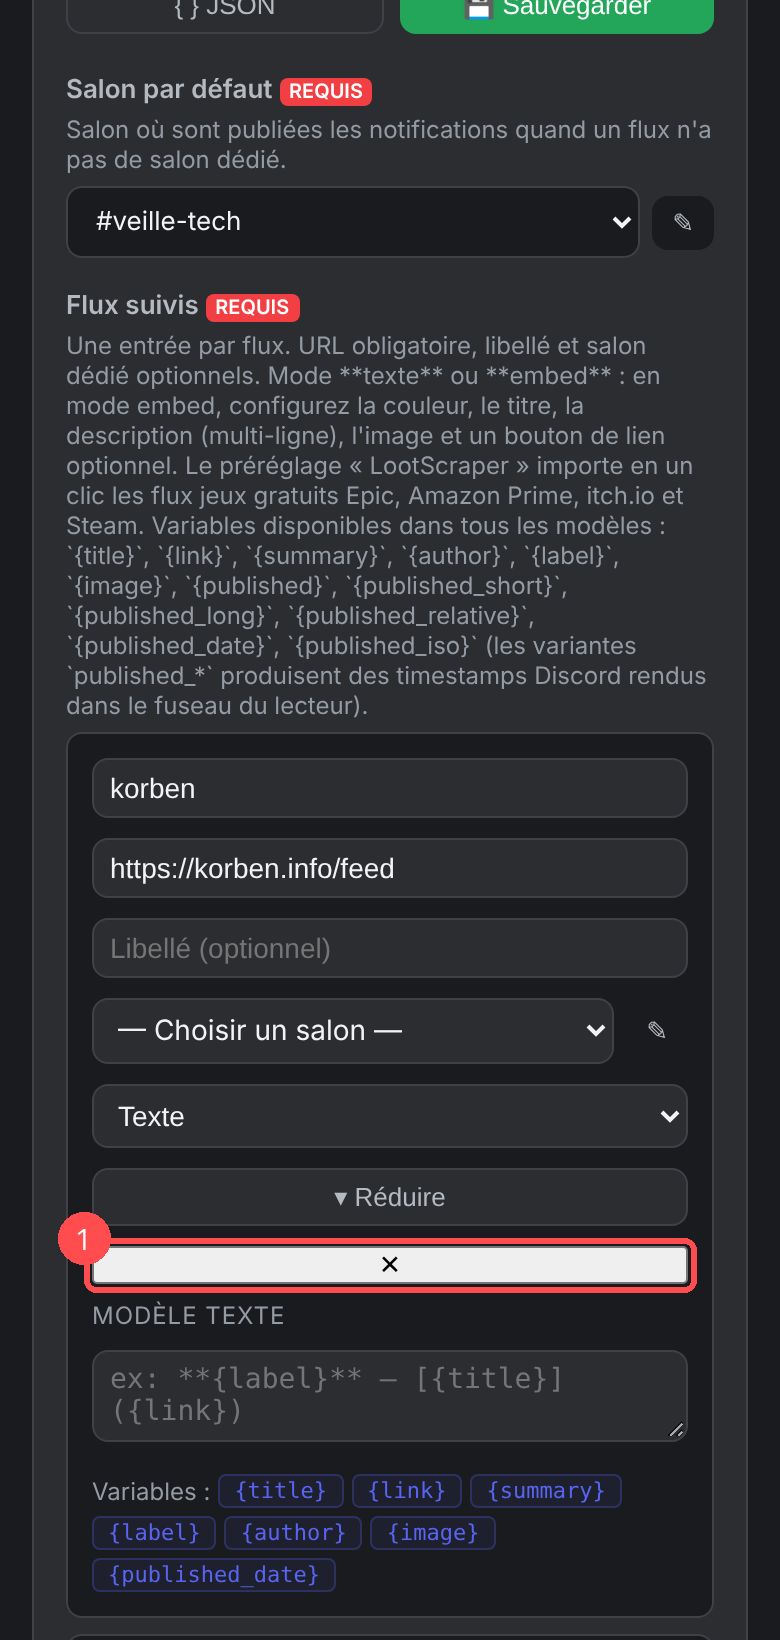 { } JSON
💾 Sauvegarder
Salon par défaut REQUIS
Salon où sont publiées les notifications quand un flux n'a
pas de salon dédié.
#veille-tech
✎
Flux suivis REQUIS
Une entrée par flux. URL obligatoire, libellé et salon
dédié optionnels. Mode **texte** ou **embed** : en
mode embed, configurez la couleur, le titre, la
description (multi-ligne), l'image et un bouton de lien
optionnel. Le préréglage « LootScraper » importe en un
clic les flux jeux gratuits Epic, Amazon Prime, itch.io et
Steam. Variables disponibles dans tous les modèles :
`{title}`, `{link}`, `{summary}`, `{author}`, `{label}`,
`{image}`, `{published}`, `{published_short}`,
`{published_long}`, `{published_relative}`,
`{published_date}`, `{published_iso}` (les variantes
`published_*` produisent des timestamps Discord rendus
dans le fuseau du lecteur).
korben
https://korben.info/feed
Libellé (optionnel)
— Choisir un salon —
✎
Texte
▾ Réduire
1
✕
MODÈLE TEXTE
ex: **{label}** — [{title}]
({link})
Variables : {title} {link} {summary}
{label} {author} {image}
{published_date}